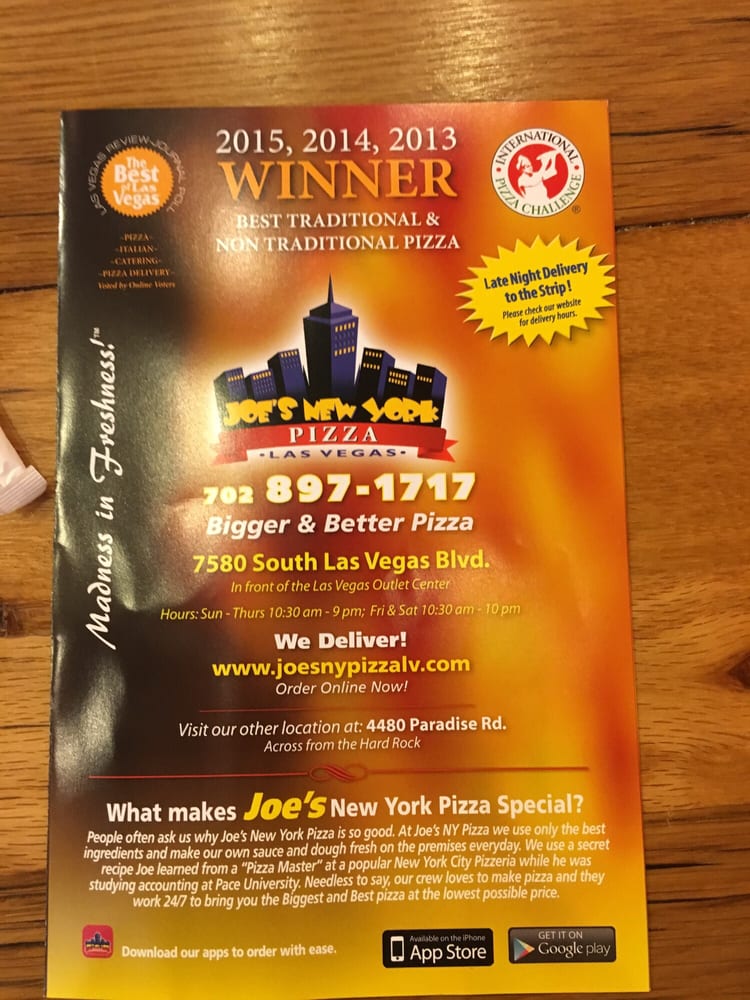 LAS VEGAS REVIEW-JOURNAL POLL
The
Best
of Las
Vegas
-PIZZA-
-ITALIAN-
-CATERING-
-PIZZA DELIVERY-
Voted by Online Voters
2015, 2014, 2013
WINNER
BEST TRADITIONAL &
NON TRADITIONAL PIZZA
INTERNATIONAL
PIZZA CHALLENGE
®
Late Night Delivery
to the Strip!
Please check our website
for delivery hours.
Madness in Freshness!™
JOE'S NEW YORK
PIZZA
•LAS VEGAS•
702 897-1717
Bigger & Better Pizza
7580 South Las Vegas Blvd.
In front of the Las Vegas Outlet Center
Hours: Sun - Thurs 10:30 am - 9 pm; Fri & Sat 10:30 am - 10 pm
We Deliver!
www.joesnypizzalv.com
Order Online Now!
Visit our other location at: 4480 Paradise Rd.
Across from the Hard Rock
What makes Joe's New York Pizza Special?
People often ask us why Joe's New York Pizza is so good. At Joe's NY Pizza we use only the best
ingredients and make our own sauce and dough fresh on the premises everyday. We use a secret
recipe Joe learned from a "Pizza Master" at a popular New York City Pizzeria while he was
studying accounting at Pace University. Needless to say, our crew loves to make pizza and they
work 24/7 to bring you the Biggest and Best pizza at the lowest possible price.
Download our apps to order with ease.
Available on the iPhone
App Store
GET IT ON
Google play